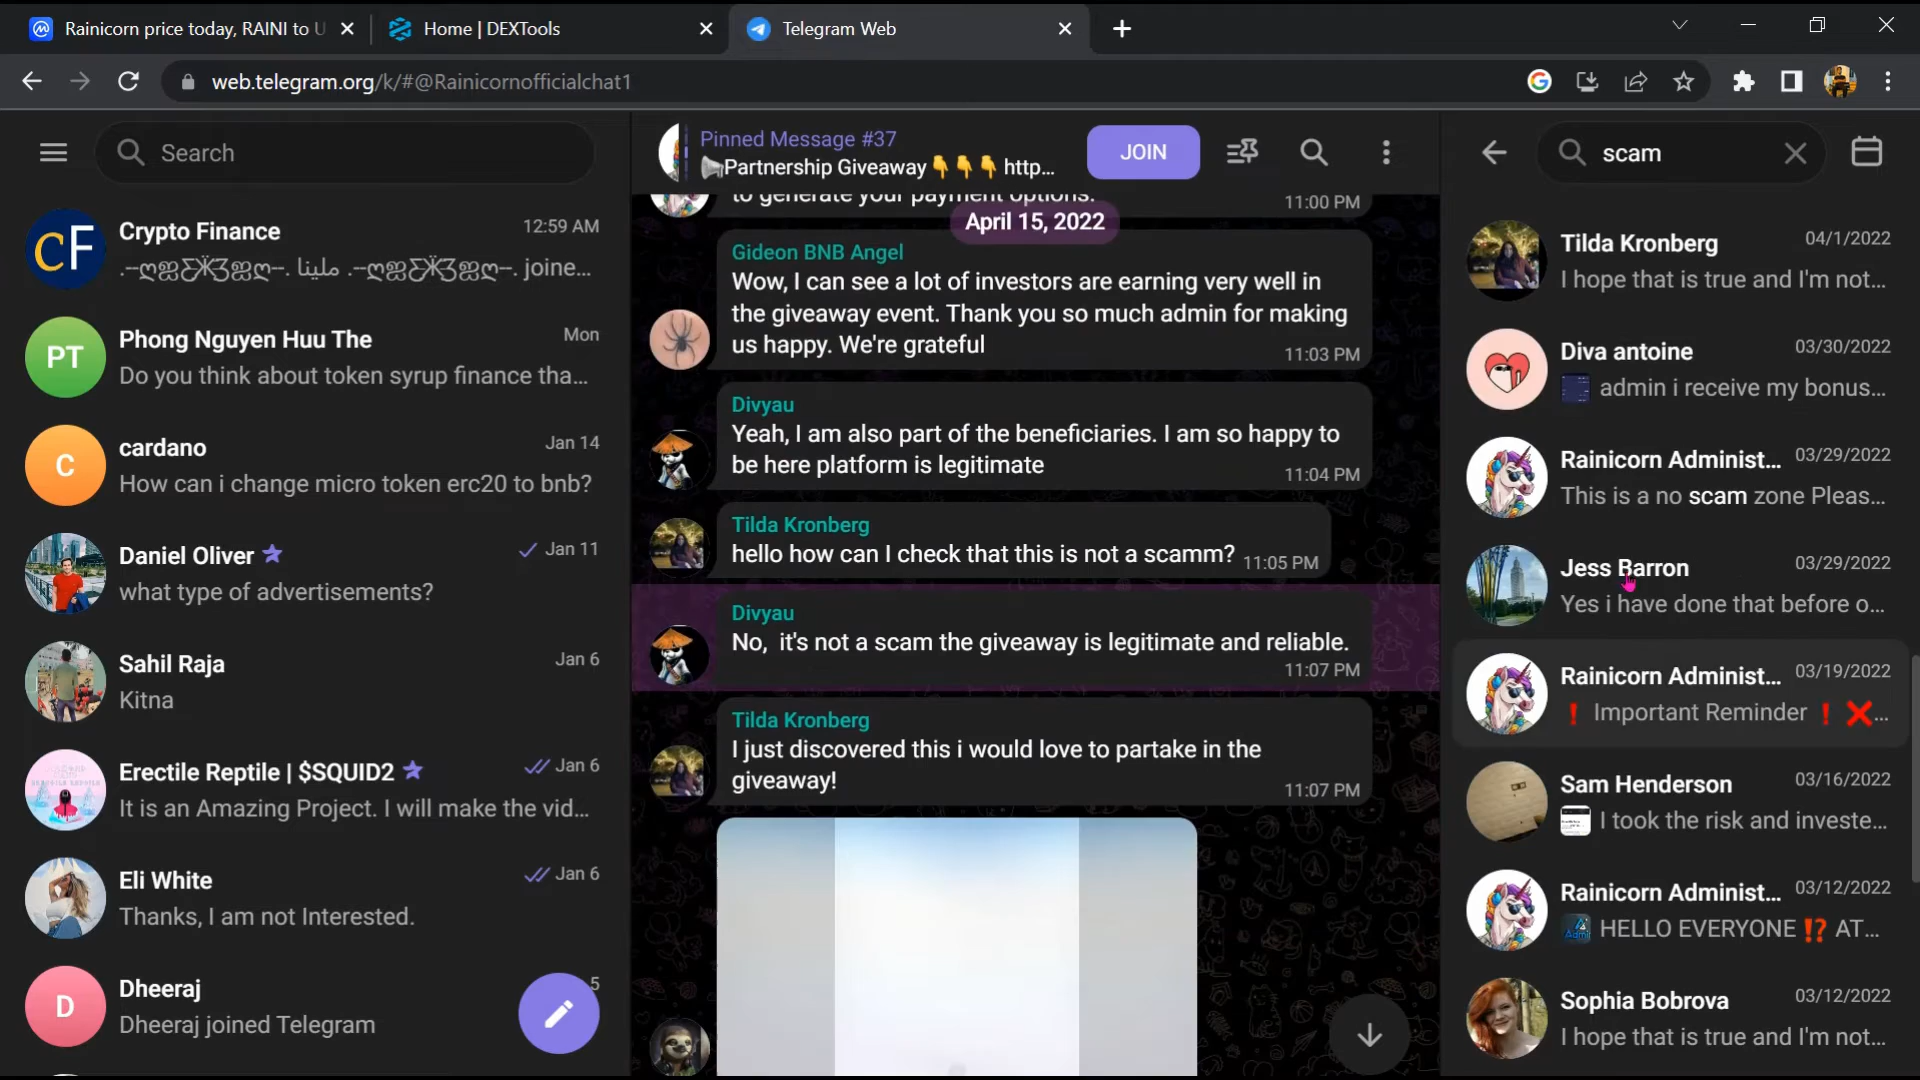 Rainicorn price today, RAINI to U
Home | DEXTools
Telegram Web
web.telegram.org/k/#@Rainicornofficialchat1
Search
Crypto Finance
12:59 AM
joine...
Phong Nguyen Huu The
Mon
Do you think about token syrup finance tha...
cardano
Jan 14
How can i change micro token erc20 to bnb?
Daniel Oliver
Jan 11
what type of advertisements?
Sahil Raja
Jan 6
Kitna
Erectile Reptile | $SQUID2
Jan 6
It is an Amazing Project. I will make the vid...
Eli White
Jan 6
Thanks, I am not Interested.
Dheeraj
5
Dheeraj joined Telegram
CF
PT
C
D
Pinned Message #37
📢Partnership Giveaway👇👇👇 http...
JOIN
to generate your payment options.
11:00 PM
April 15, 2022
Gideon BNB Angel
Wow, I can see a lot of investors are earning very well in
the giveaway event. Thank you so much admin for making
us happy. We're grateful
11:03 PM
Divyau
Yeah, I am also part of the beneficiaries. I am so happy to
be here platform is legitimate
11:04 PM
Tilda Kronberg
hello how can I check that this is not a scamm?
11:05 PM
Divyau
No, it's not a scam the giveaway is legitimate and reliable.
11:07 PM
Tilda Kronberg
I just discovered this i would love to partake in the
giveaway!
11:07 PM
scam
Tilda Kronberg
04/1/2022
I hope that is true and I'm not...
Diva antoine
03/30/2022
admin i receive my bonus...
Rainicorn Administ...
03/29/2022
This is a no scam zone Pleas...
Jess Barron
03/29/2022
Yes i have done that before o...
Rainicorn Administ...
03/19/2022
❗ Important Reminder ❗ ❌...
Sam Henderson
03/16/2022
I took the risk and investe...
Rainicorn Administ...
03/12/2022
HELLO EVERYONE ⁉️ AT...
Sophia Bobrova
03/12/2022
I hope that is true and I'm not...